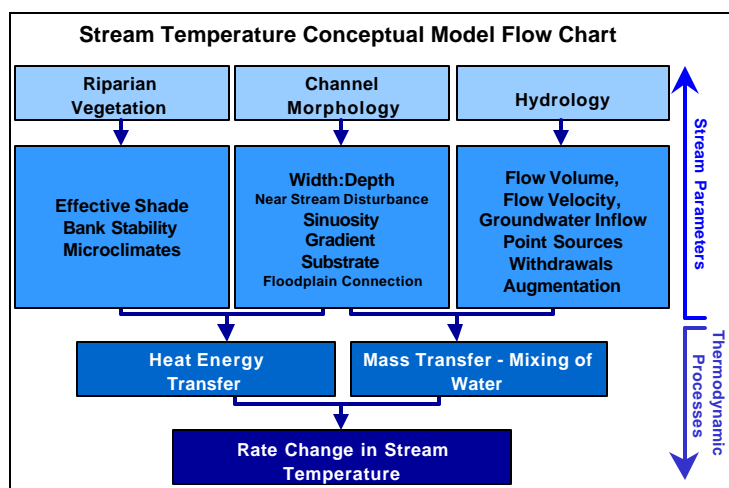 Stream Temperature Conceptual Model Flow Chart
Riparian
Vegetation
Channel
Morphology
Hydrology
Effective Shade
Bank Stability
Microclimates
Width:Depth
Near Stream Disturbance
Sinuosity
Gradient
Substrate
Floodplain Connection
Flow Volume,
Flow Velocity,
Groundwater Inflow
Point Sources
Withdrawals
Augmentation
Stream Parameters
Heat Energy
Transfer
Mass Transfer - Mixing of
Water
Thermodynamic
Processes
Rate Change in Stream
Temperature